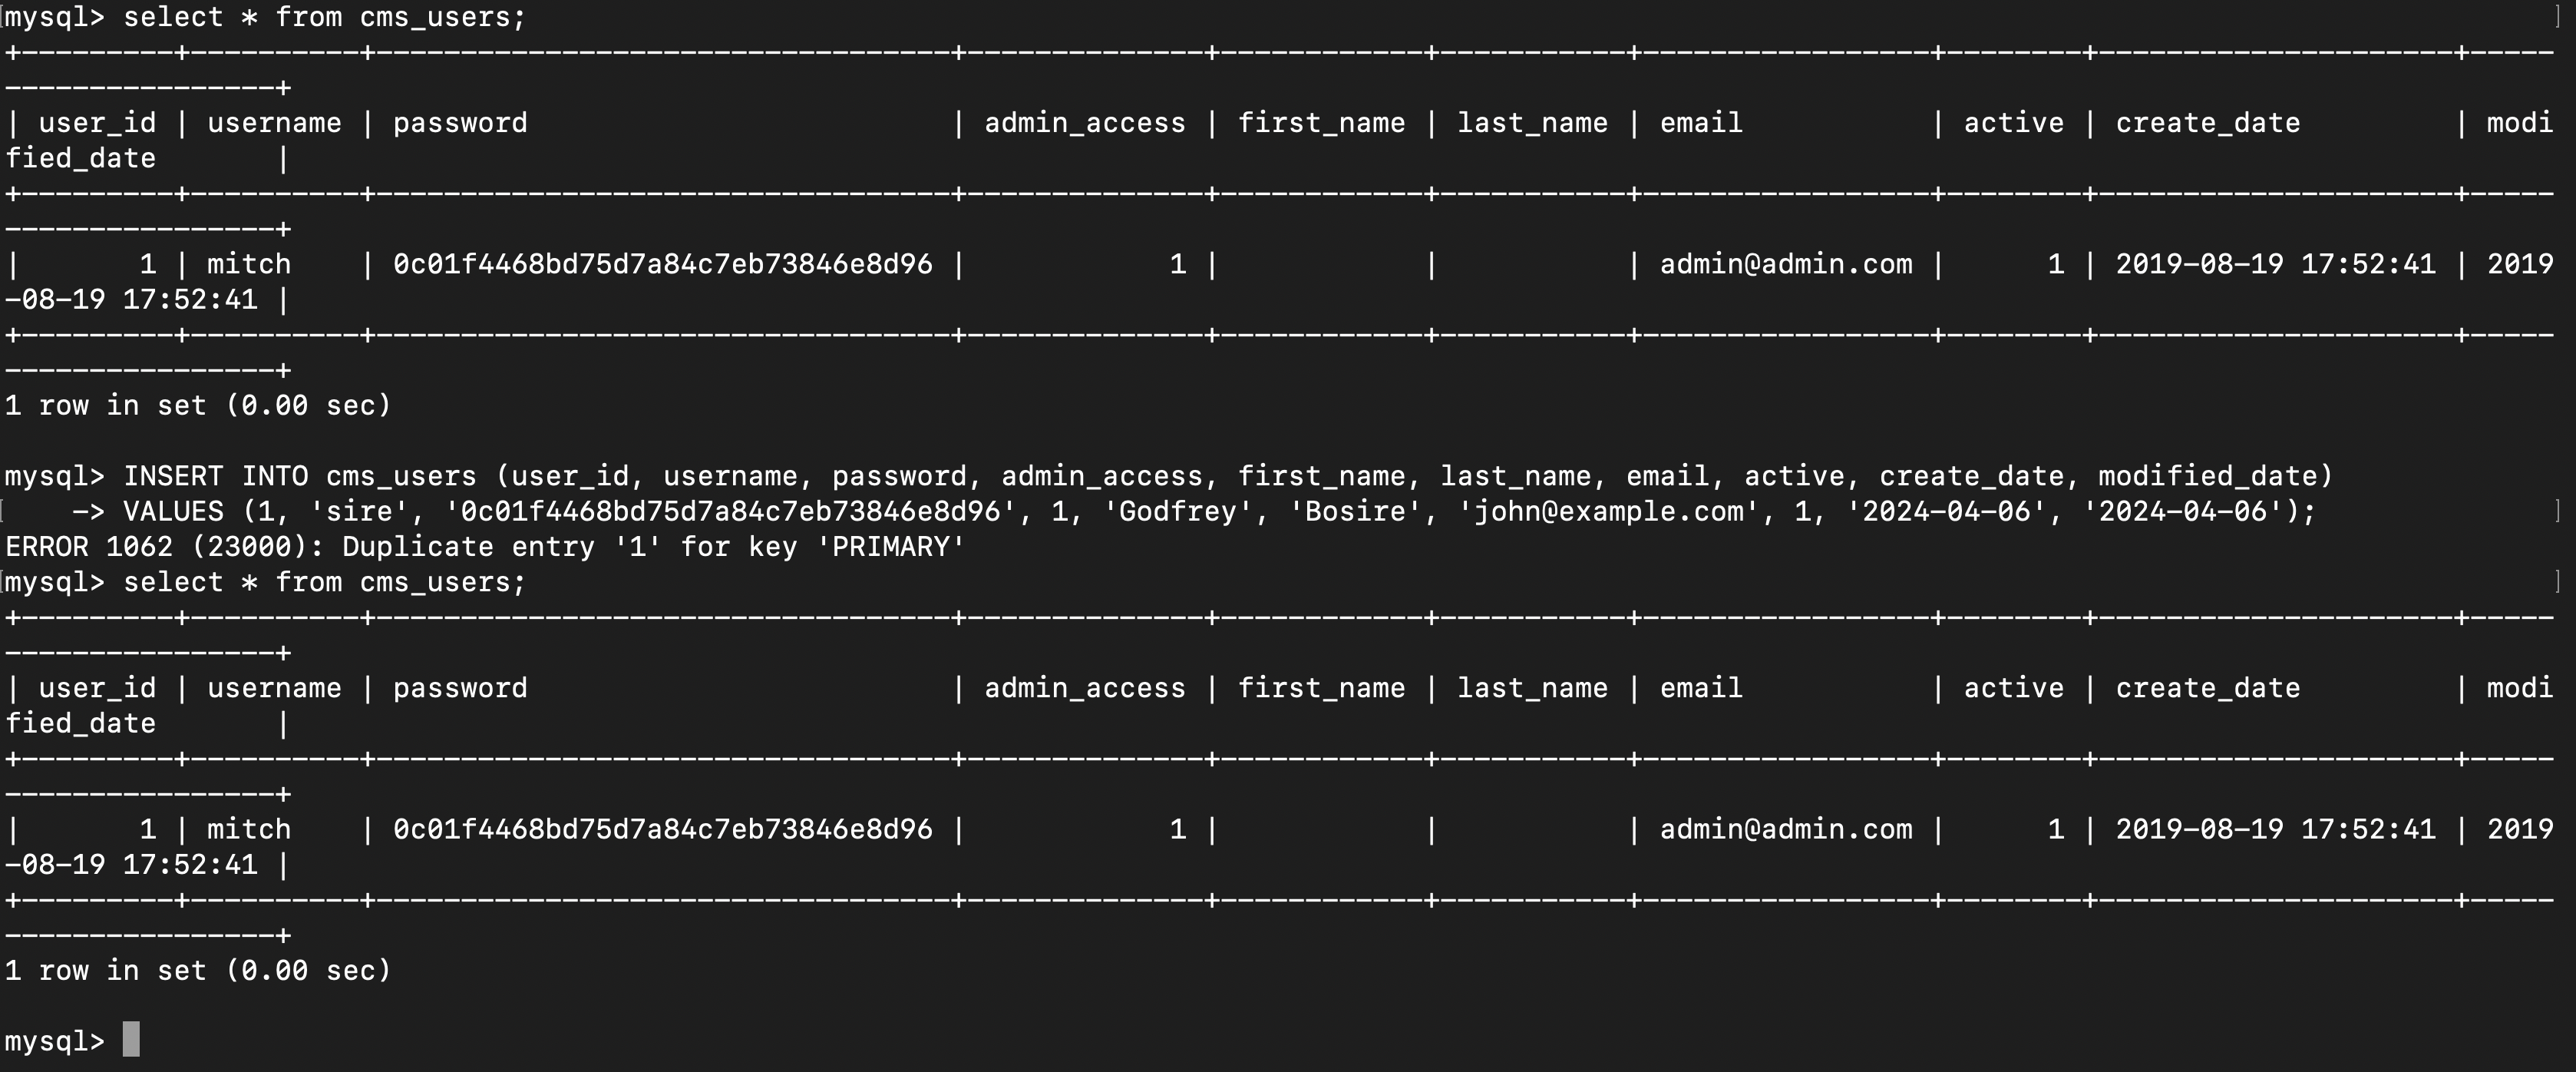 mysql> select * from cms_users;
+---------+----------+----------------------------------+--------------+------------+-----------+-----------------+--------+---------------------+-----
----------------+
| user_id | username | password                         | admin_access | first_name | last_name | email           | active | create_date         | modi
fied_date       |
+---------+----------+----------------------------------+--------------+------------+-----------+-----------------+--------+---------------------+-----
----------------+
|       1 | mitch    | 0c01f4468bd75d7a84c7eb73846e8d96 |            1 |            |           | admin@admin.com |      1 | 2019-08-19 17:52:41 | 2019
-08-19 17:52:41 |
+---------+----------+----------------------------------+--------------+------------+-----------+-----------------+--------+---------------------+-----
----------------+
1 row in set (0.00 sec)
mysql> INSERT INTO cms_users (user_id, username, password, admin_access, first_name, last_name, email, active, create_date, modified_date)
    -> VALUES (1, 'sire', '0c01f4468bd75d7a84c7eb73846e8d96', 1, 'Godfrey', 'Bosire', 'john@example.com', 1, '2024-04-06', '2024-04-06');
ERROR 1062 (23000): Duplicate entry '1' for key 'PRIMARY'
mysql> select * from cms_users;
+---------+----------+----------------------------------+--------------+------------+-----------+-----------------+--------+---------------------+-----
----------------+
| user_id | username | password                         | admin_access | first_name | last_name | email           | active | create_date         | modi
fied_date       |
+---------+----------+----------------------------------+--------------+------------+-----------+-----------------+--------+---------------------+-----
----------------+
|       1 | mitch    | 0c01f4468bd75d7a84c7eb73846e8d96 |            1 |            |           | admin@admin.com |      1 | 2019-08-19 17:52:41 | 2019
-08-19 17:52:41 |
+---------+----------+----------------------------------+--------------+------------+-----------+-----------------+--------+---------------------+-----
----------------+
1 row in set (0.00 sec)
mysql>